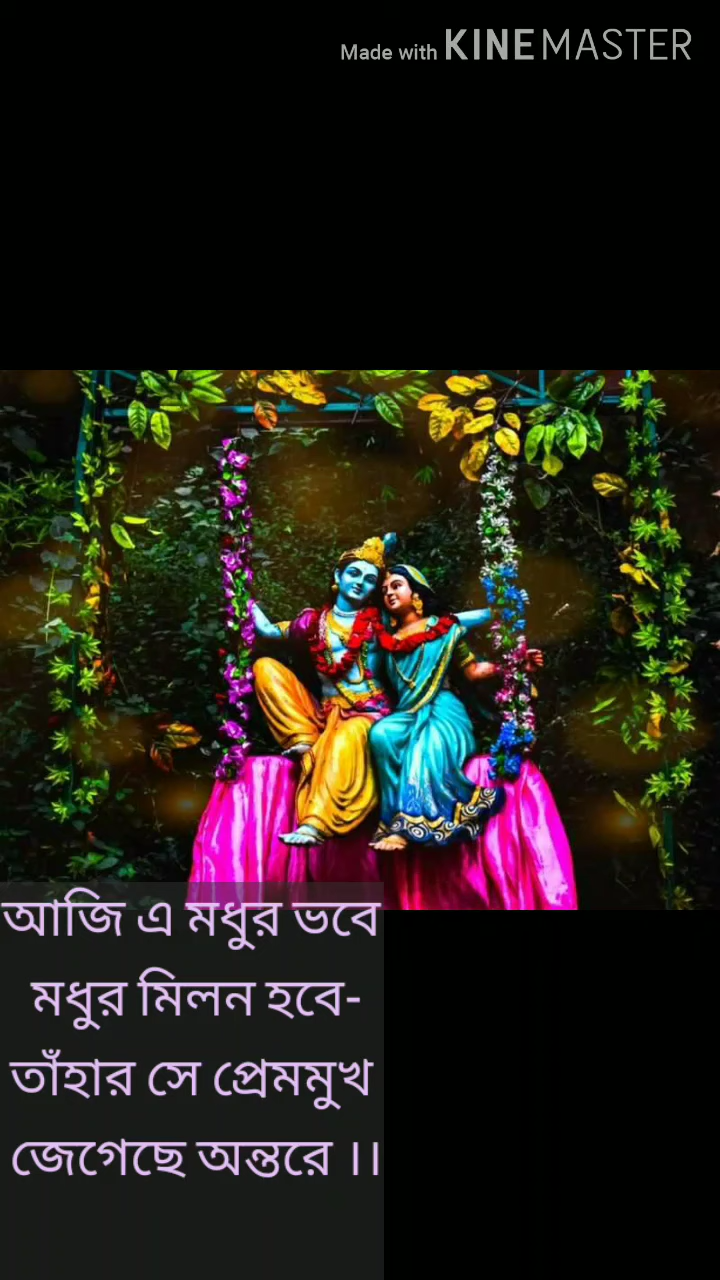 Made with KINEMASTER
আজি এ মধুর ভবে
মধুর মিলন হবে-
তাঁহার সে প্রেমমুখ
জেগেছে অন্তরে ।।